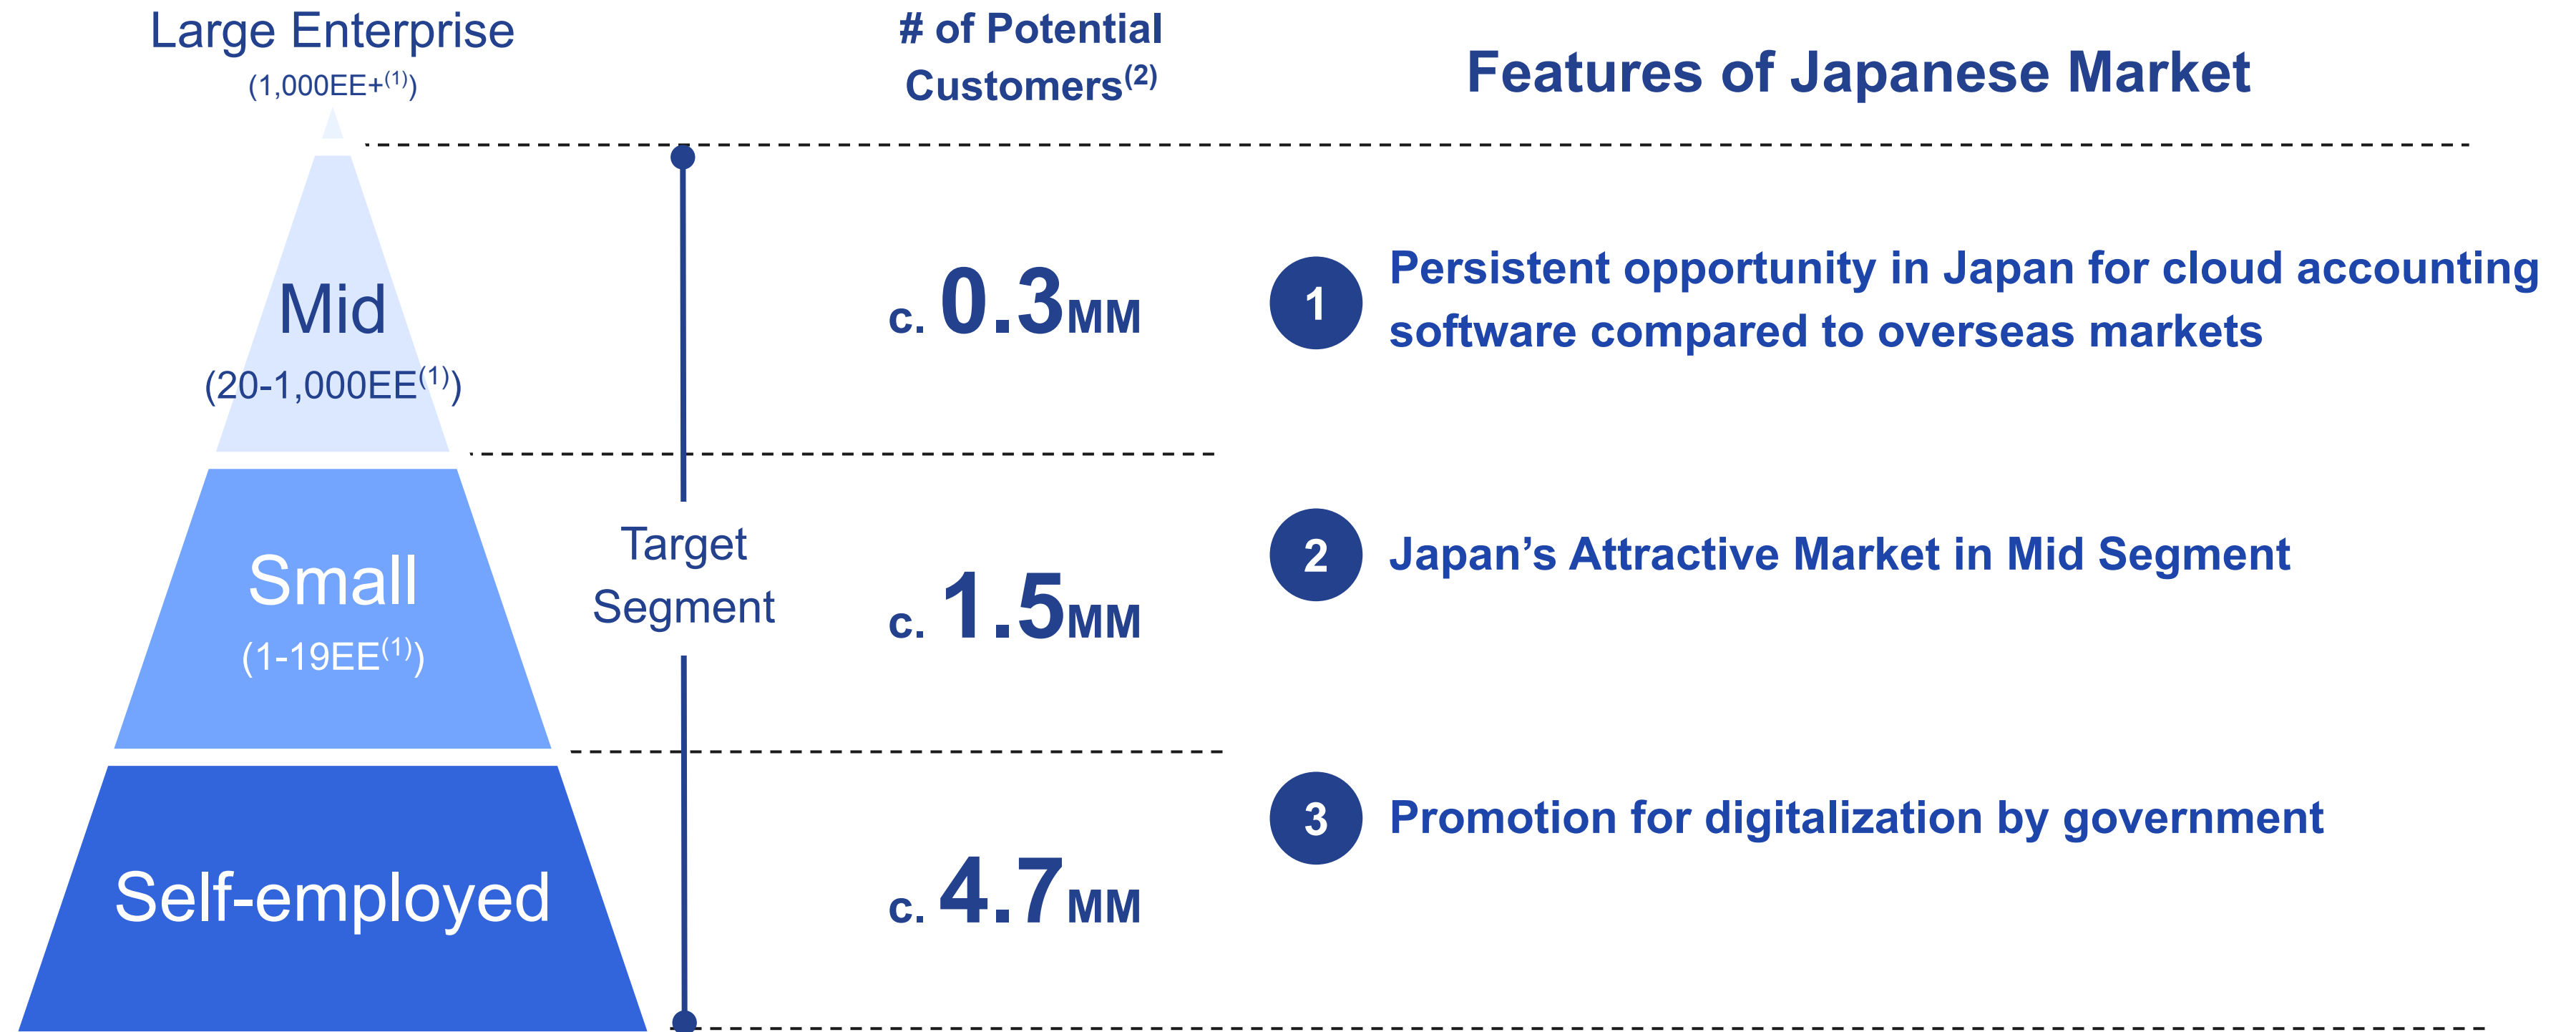 Large Enterprise
(1,000EE+(1))
# of Potential
Customers(2)
Features of Japanese Market
Mid
(20-1,000EE(1))
c. 0.3MM
1
Persistent opportunity in Japan for cloud accounting
software compared to overseas markets
Small
(1-19EE(1))
Target
Segment
c. 1.5MM
2
Japan’s Attractive Market in Mid Segment
Self-employed
c. 4.7MM
3
Promotion for digitalization by government